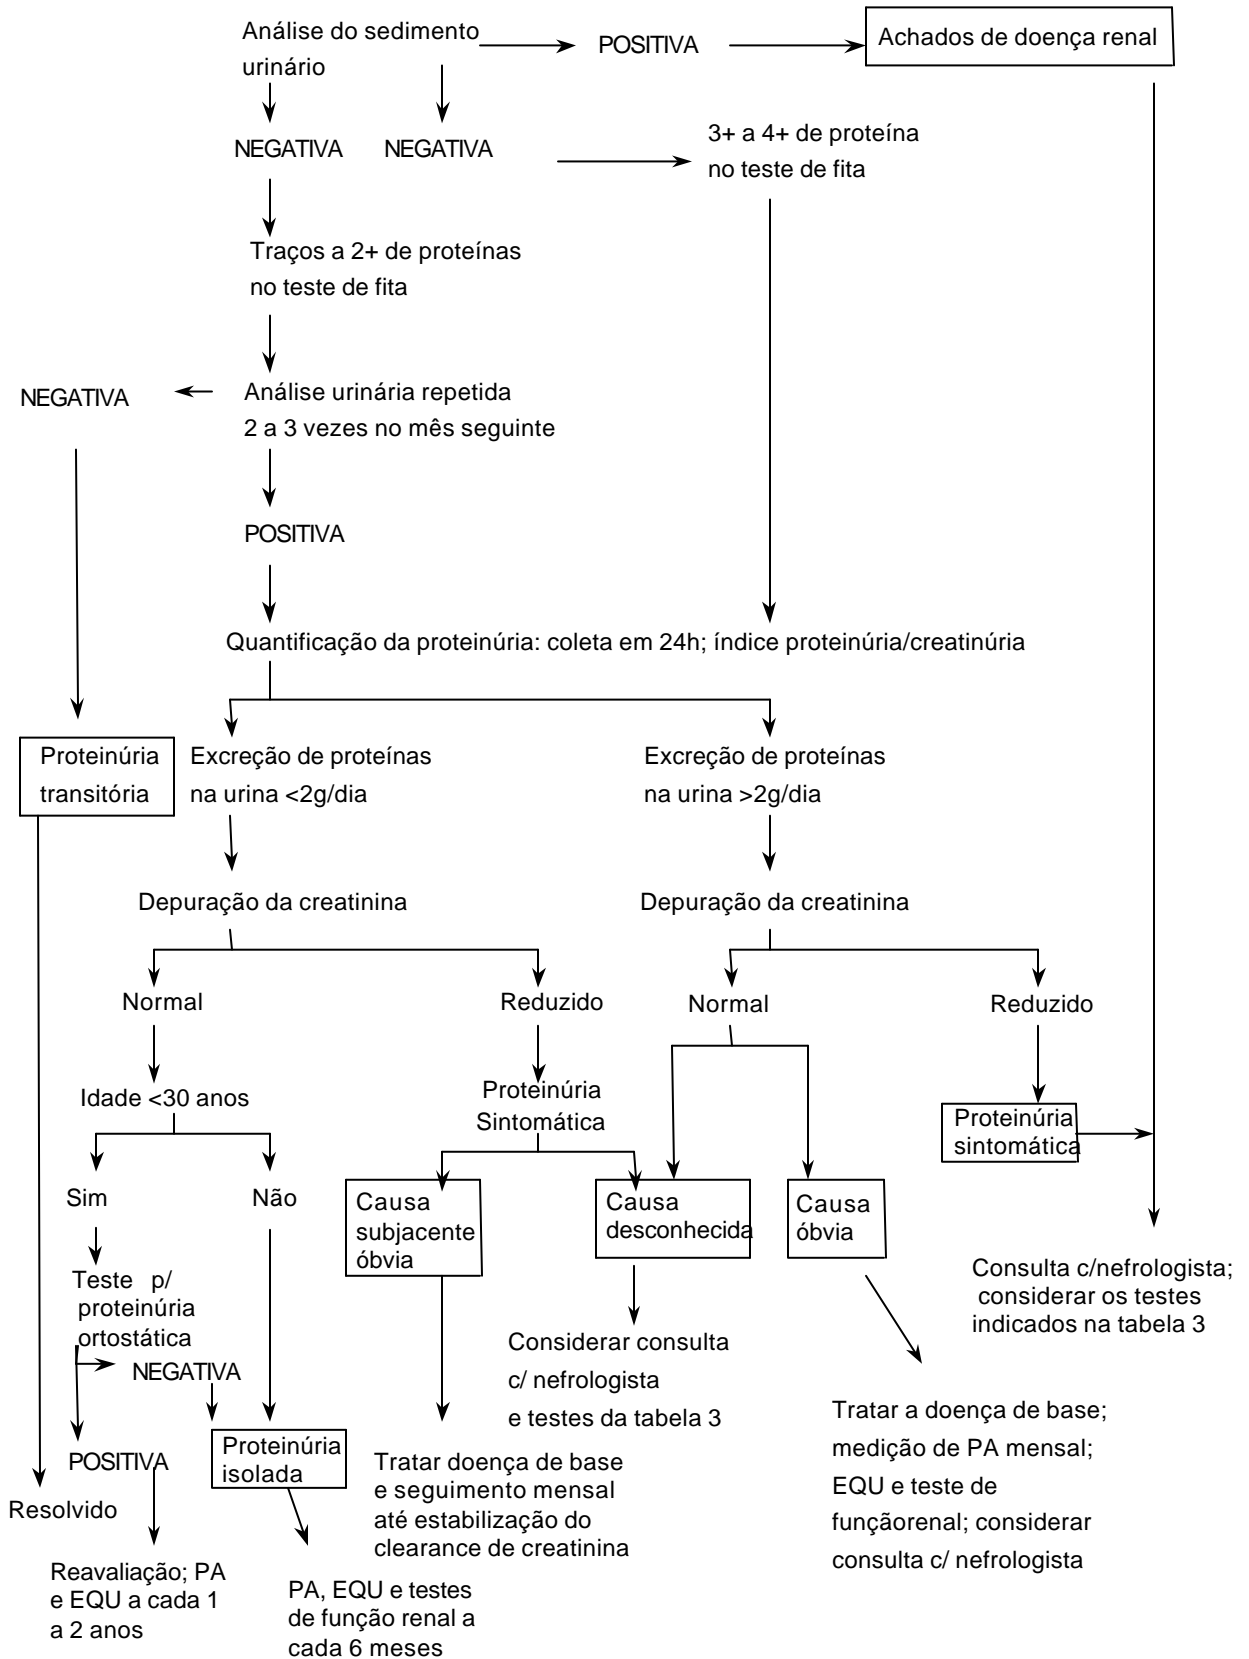 Análise do sedimento
urinário
POSITIVA
Achados de doença renal
NEGATIVA
NEGATIVA
3+ a 4+ de proteína
no teste de fita
Traços a 2+ de proteínas
no teste de fita
NEGATIVA
Análise urinária repetida
2 a 3 vezes no mês seguinte
POSITIVA
Quantificação da proteinúria: coleta em 24h; índice proteinúria/creatinúria
Proteinúria
transitória
Excreção de proteínas
na urina <2g/dia
Excreção de proteínas
na urina >2g/dia
Depuração da creatinina
Depuração da creatinina
Normal
Reduzido
Normal
Reduzido
Idade <30 anos
Proteinúria
Sintomática
Proteinúria
sintomática
Sim
Não
Causa
subjacente
óbvia
Causa
desconhecida
Causa
óbvia
Teste p/
proteinúria
ortostática
NEGATIVA
Consulta c/nefrologista;
considerar os testes
indicados na tabela 3
Considerar consulta
c/ nefrologista
e testes da tabela 3
POSITIVA
Proteinúria
isolada
Tratar doença de base
e seguimento mensal
até estabilização do
clearance de creatinina
Tratar a doença de base;
medição de PA mensal;
EQU e teste de
funçãorenal; considerar
consulta c/ nefrologista
Resolvido
Reavaliação; PA
e EQU a cada 1
a 2 anos
PA, EQU e testes
de função renal a
cada 6 meses